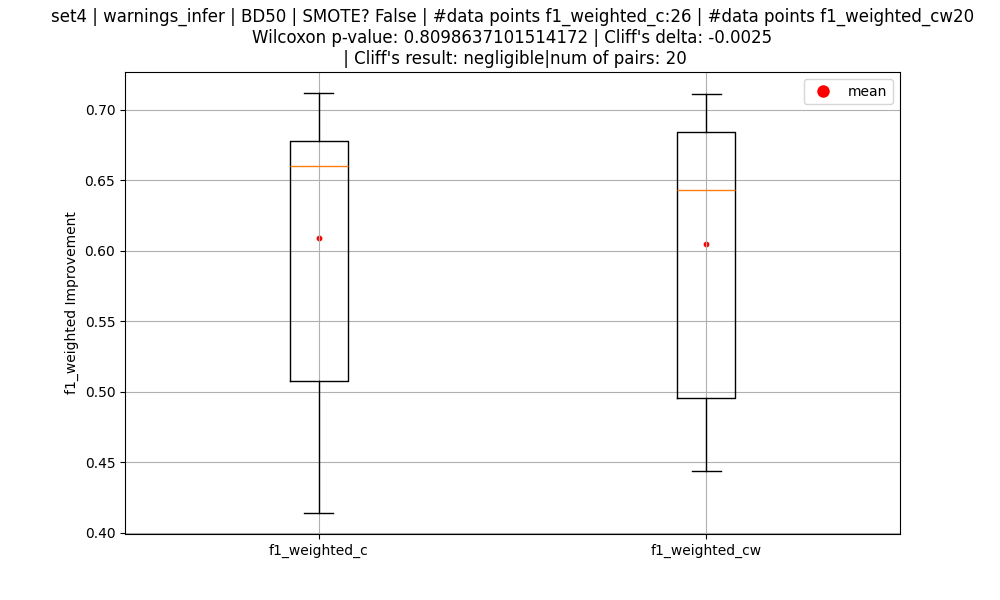 set4 | warnings_infer | BD50 | SMOTE? False | #data points f1_weighted_c:26 | #data points f1_weighted_cw20
Wilcoxon p-value: 0.8098637101514172 | Cliff's delta: -0.0025
| Cliff's result: negligible|num of pairs: 20
mean
0.70
0.65
0.60
0.55
0.50
0.45
0.40
f1_weighted Improvement
f1_weighted_c
f1_weighted_cw